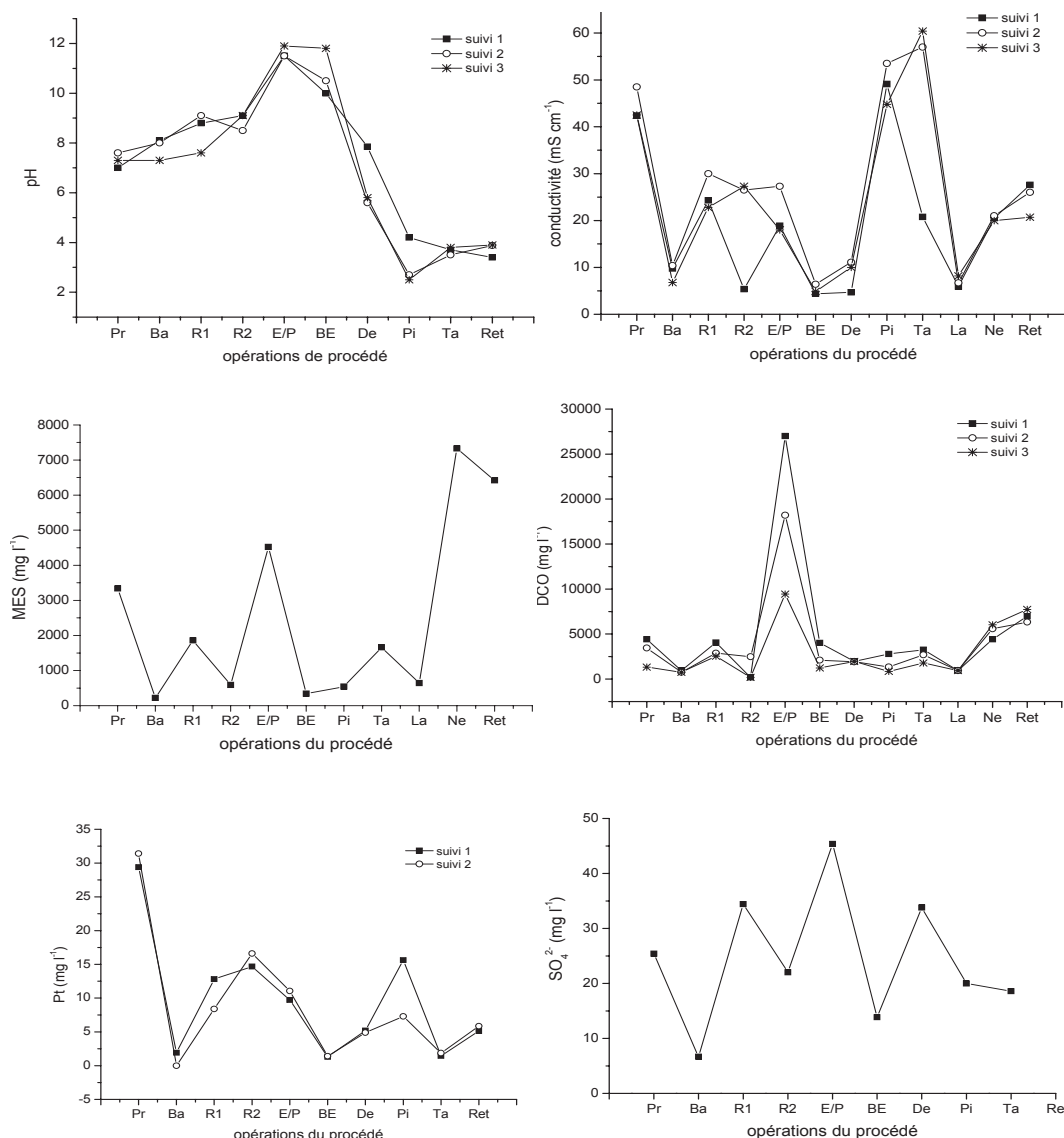 12
10
8
6
4
2
pH
suivi 1
suivi 2
suivi 3
Pr Ba R1 R2 E/P BE De Pi Ta Ret
opérations de procédé
60
50
40
30
20
10
0
conductivité (mS cm⁻¹)
suivi 1
suivi 2
suivi 3
Pr Ba R1 R2 E/P BE De Pi Ta La Ne Ret
opérations du procédé
8000
7000
6000
5000
4000
3000
2000
1000
0
MES (mg l⁻¹)
Pr Ba R1 R2 E/P BE Pi Ta La Ne Ret
opérations du procédé
30000
25000
20000
15000
10000
5000
0
DCO (mg l⁻¹)
suivi 1
suivi 2
suivi 3
Pr Ba R1 R2 E/P BE De Pi Ta La Ne Ret
opérations du procédé
35
30
25
20
15
10
5
0
-5
Pt (mg l⁻¹)
suivi 1
suivi 2
Pr Ba R1 R2 E/P BE De Pi Ta Ret
opérations du procédé
50
40
30
20
10
0
SO₄²⁻ (mg l⁻¹)
Pr Ba R1 R2 E/P BE De Pi Ta Re
opérations du procédé